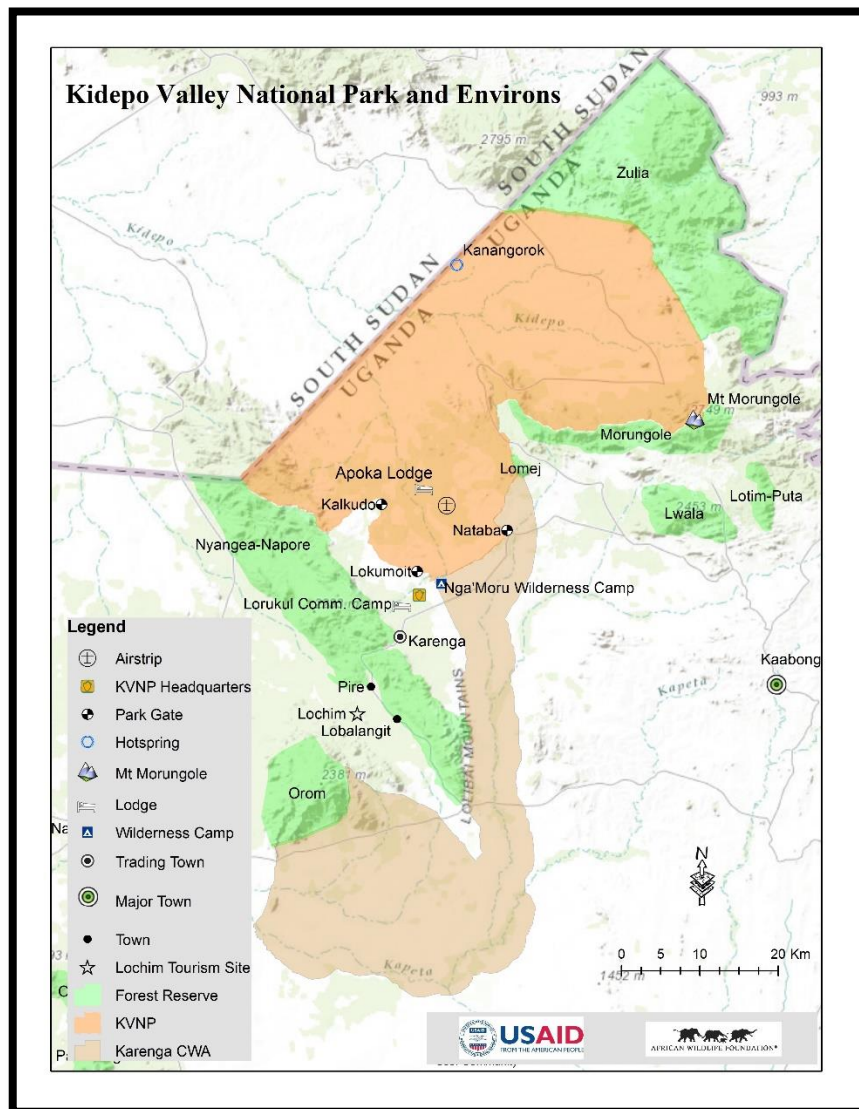 Kidepo Valley National Park and Environs
993 m
2795 m
SOUTH SUDAN
UGANDA
Zulia
Kidepo
Kanangorok
SOUTH SUDAN
UGANDA
Kidepo
Mt Morungole
2749 m
Morungole
Apoka Lodge
Lomej
Lotim-Puta
Kalkudo
2453 m
Lwala
Nataba
Nyangea-Napore
Lokumoit
Nga'Moru Wilderness Camp
Lorukul Comm. Camp
Karenga
Kaabong
Pire
Kapeta
Lochim
Lobalangit
LOLIBAI MOUNTAINS
2381 m
Orom
Kapeta
1452 m
N
0 5 10 20 Km
Legend
Airstrip
KVNP Headquarters
Park Gate
Hotspring
Mt Morungole
Lodge
Wilderness Camp
Trading Town
Major Town
Town
Lochim Tourism Site
Forest Reserve
KVNP
Karenga CWA
USAID
FROM THE AMERICAN PEOPLE
AFRICAN WILDLIFE FOUNDATION®